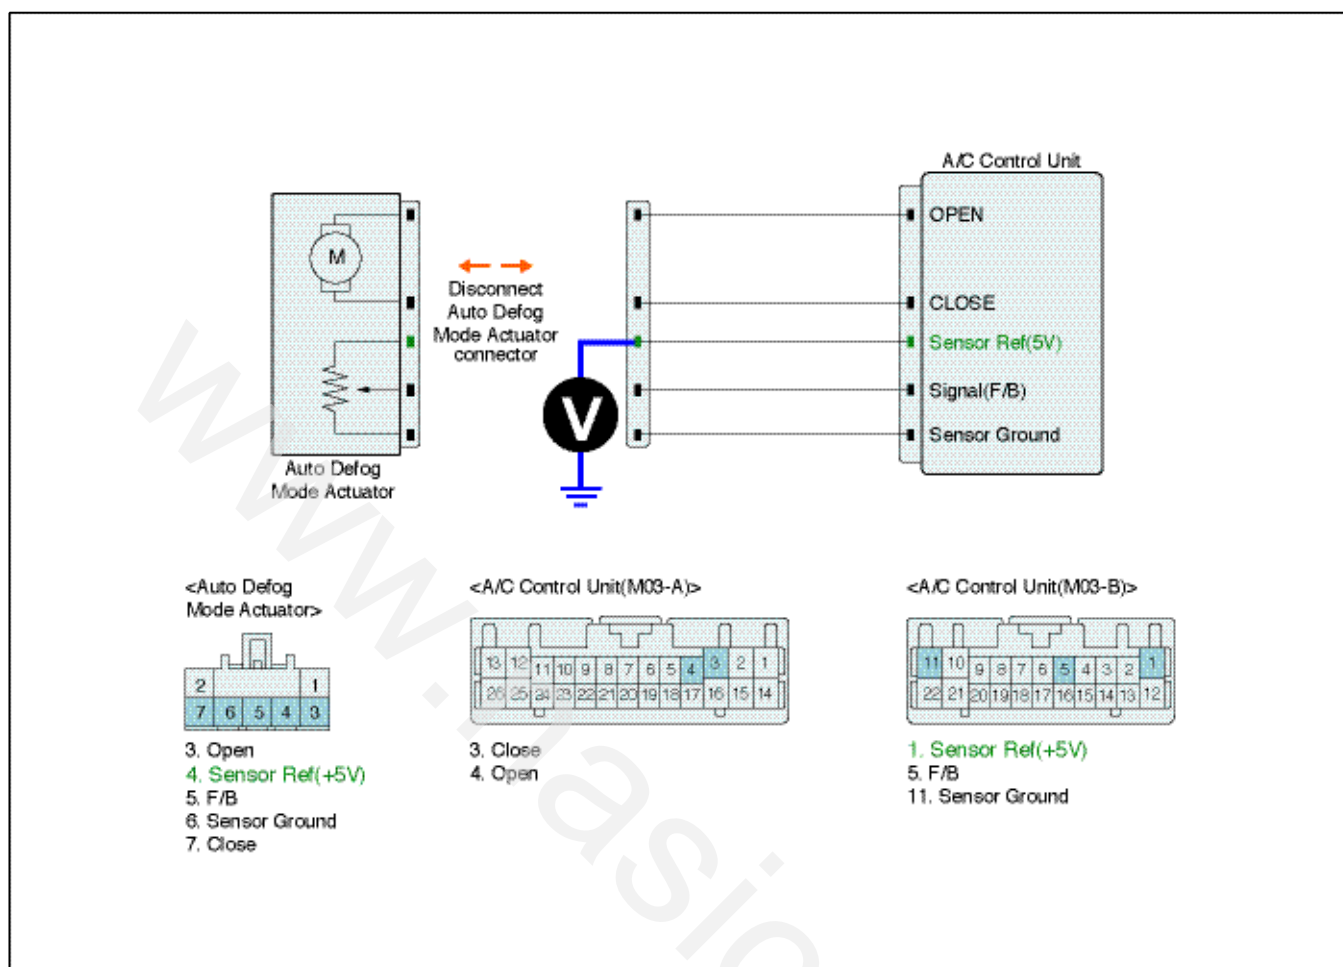 A/C Control Unit
OPEN
M
Disconnect
Auto Defog
Mode Actuator
connector
CLOSE
Sensor Ref(5V)
Signal(F/B)
V
Sensor Ground
Auto Defog
Mode Actuator
<Auto Defog
Mode Actuator>
2 1
7 6 5 4 3
3. Open
4. Sensor Ref(+5V)
5. F/B
6. Sensor Ground
7. Close
<A/C Control Unit(M03-A)>
13 12 11 10 9 8 7 6 5 4 3 2 1
26 25 24 23 22 21 20 19 18 17 16 15 14
3. Close
4. Open
<A/C Control Unit(M03-B)>
11 10 9 8 7 6 5 4 3 2 1
22 21 20 19 18 17 16 15 14 13 12
1. Sensor Ref(+5V)
5. F/B
11. Sensor Ground